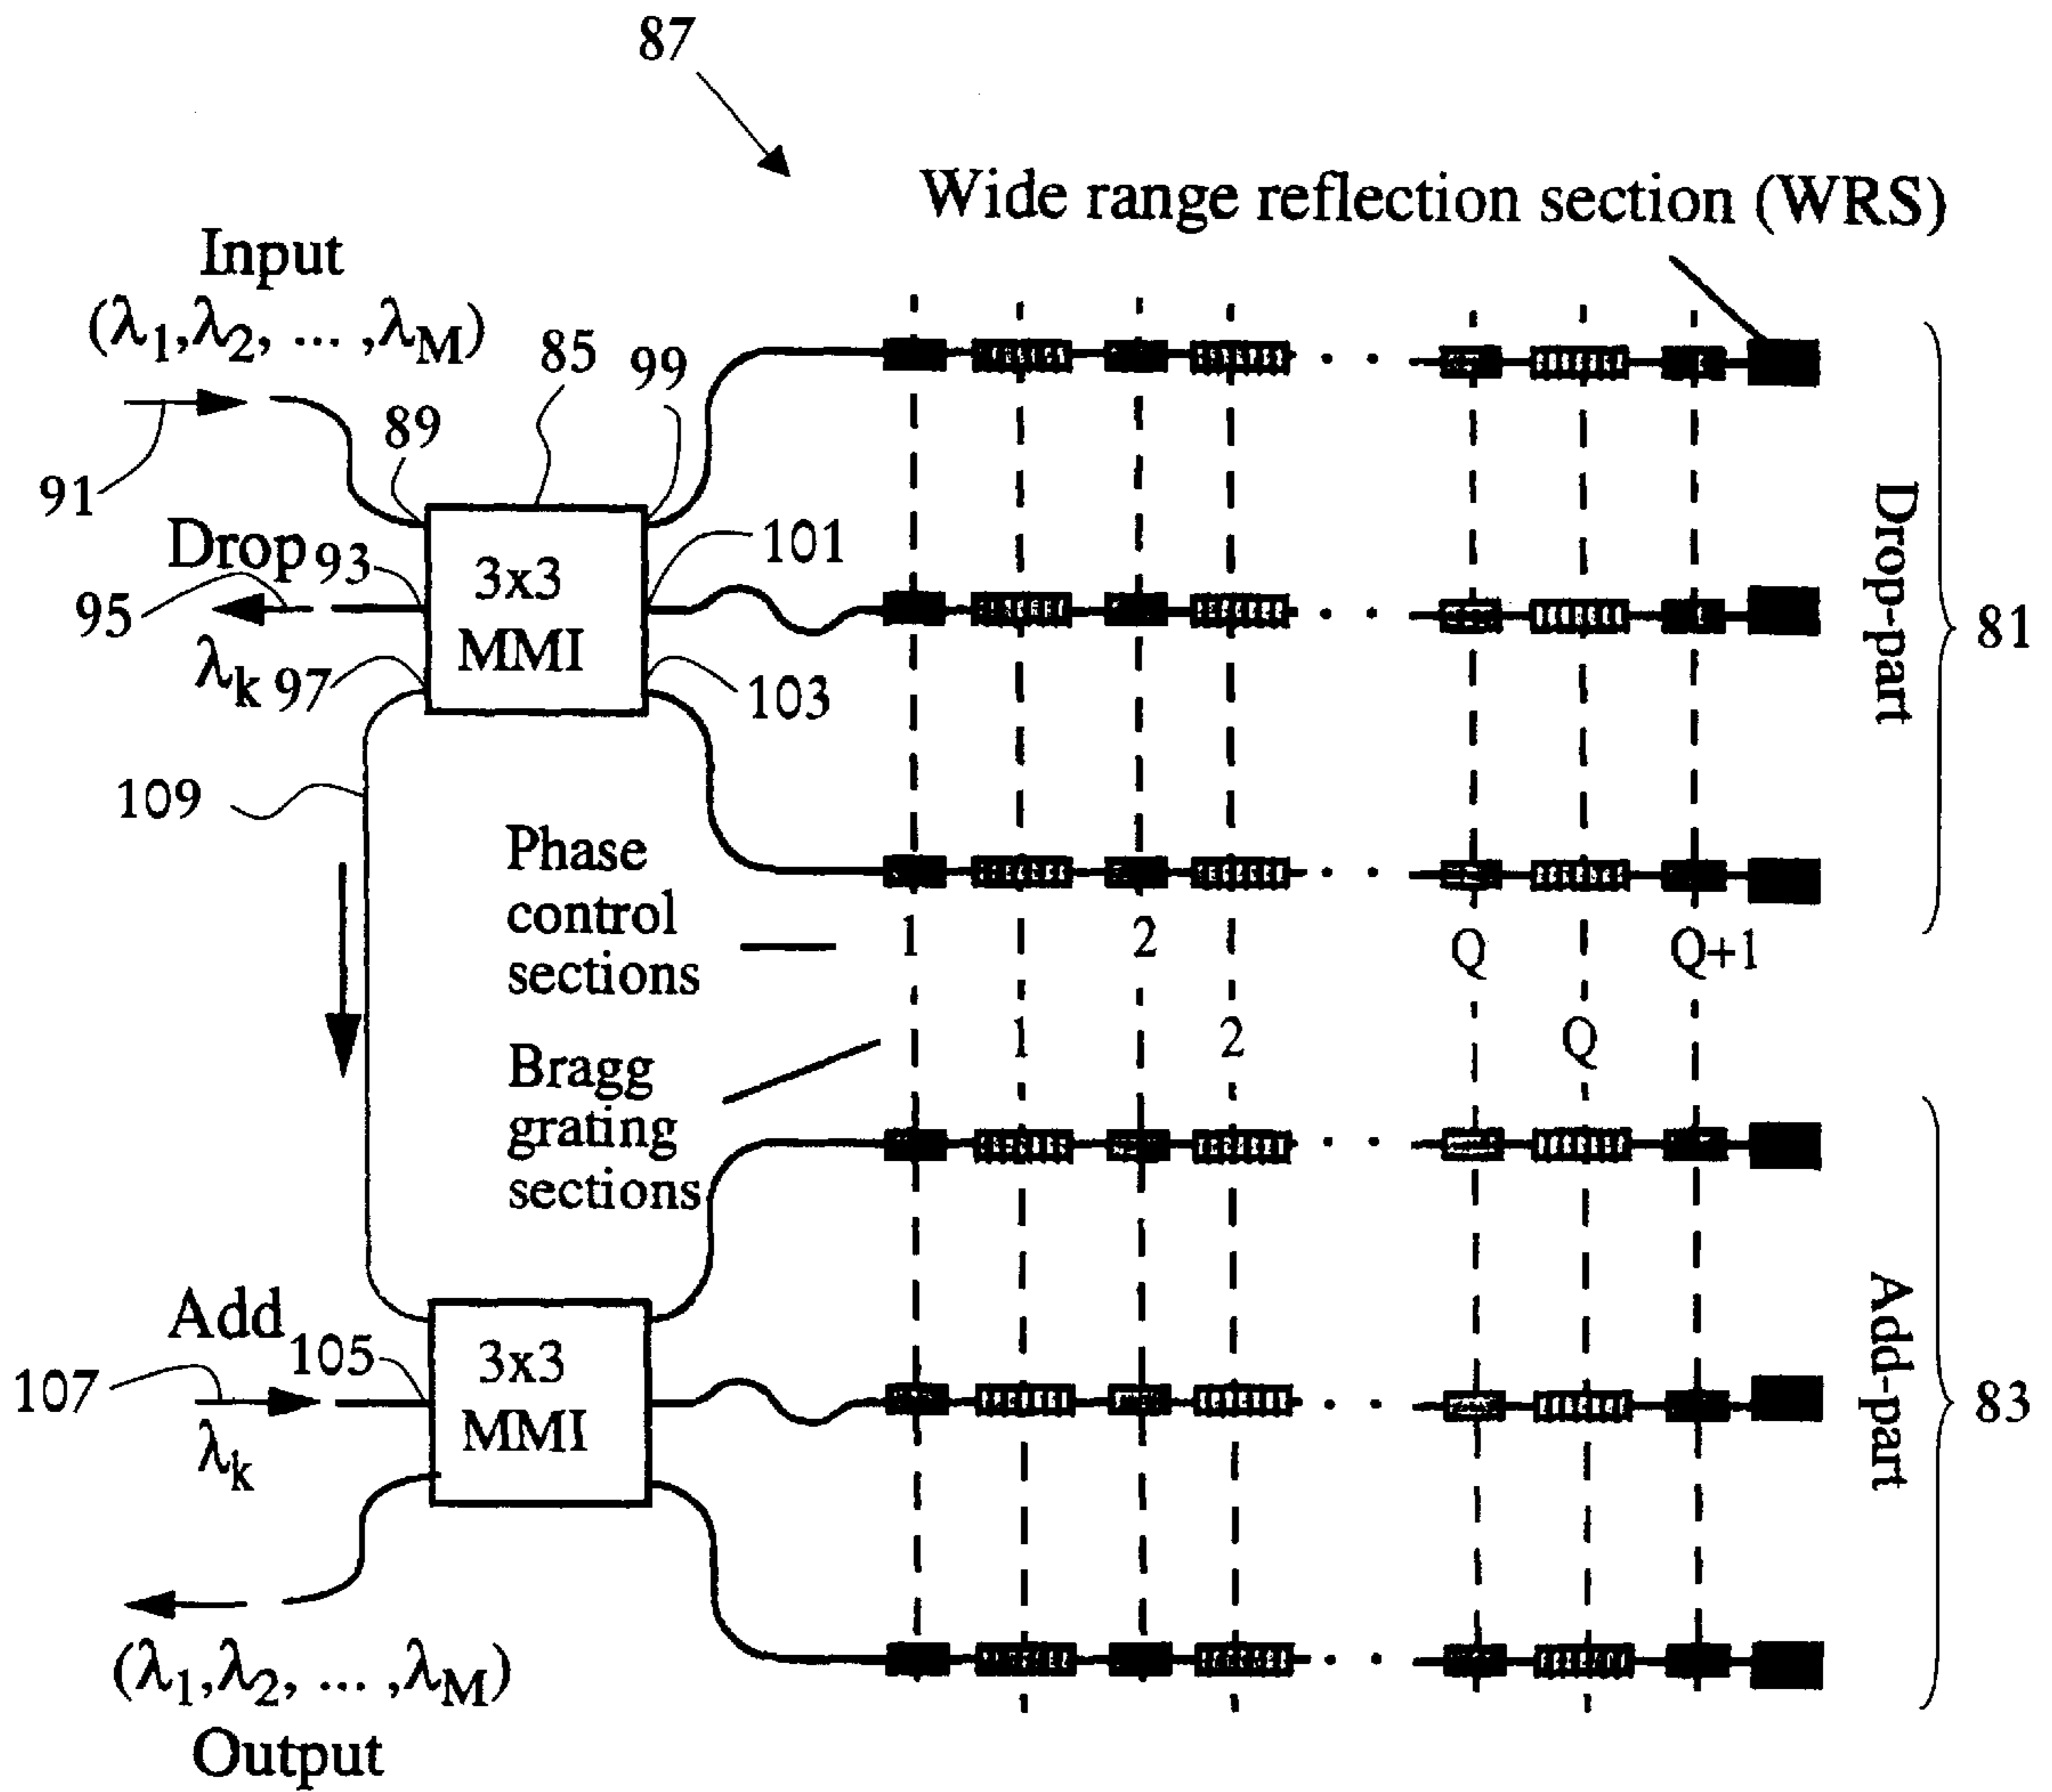 87
Wide range reflection section (WRS)
Input
(λ1,λ2, ... ,λM)
85
99
89
91
Drop
93
101
3x3
MMI
95
λk
97
103
Drop-part
81
109
Phase
control
sections
1
2
Q
Q+1
1
2
Q
Bragg
grating
sections
Add
105
3x3
MMI
107
λk
Add-part
83
(λ1,λ2, ... ,λM)
Output